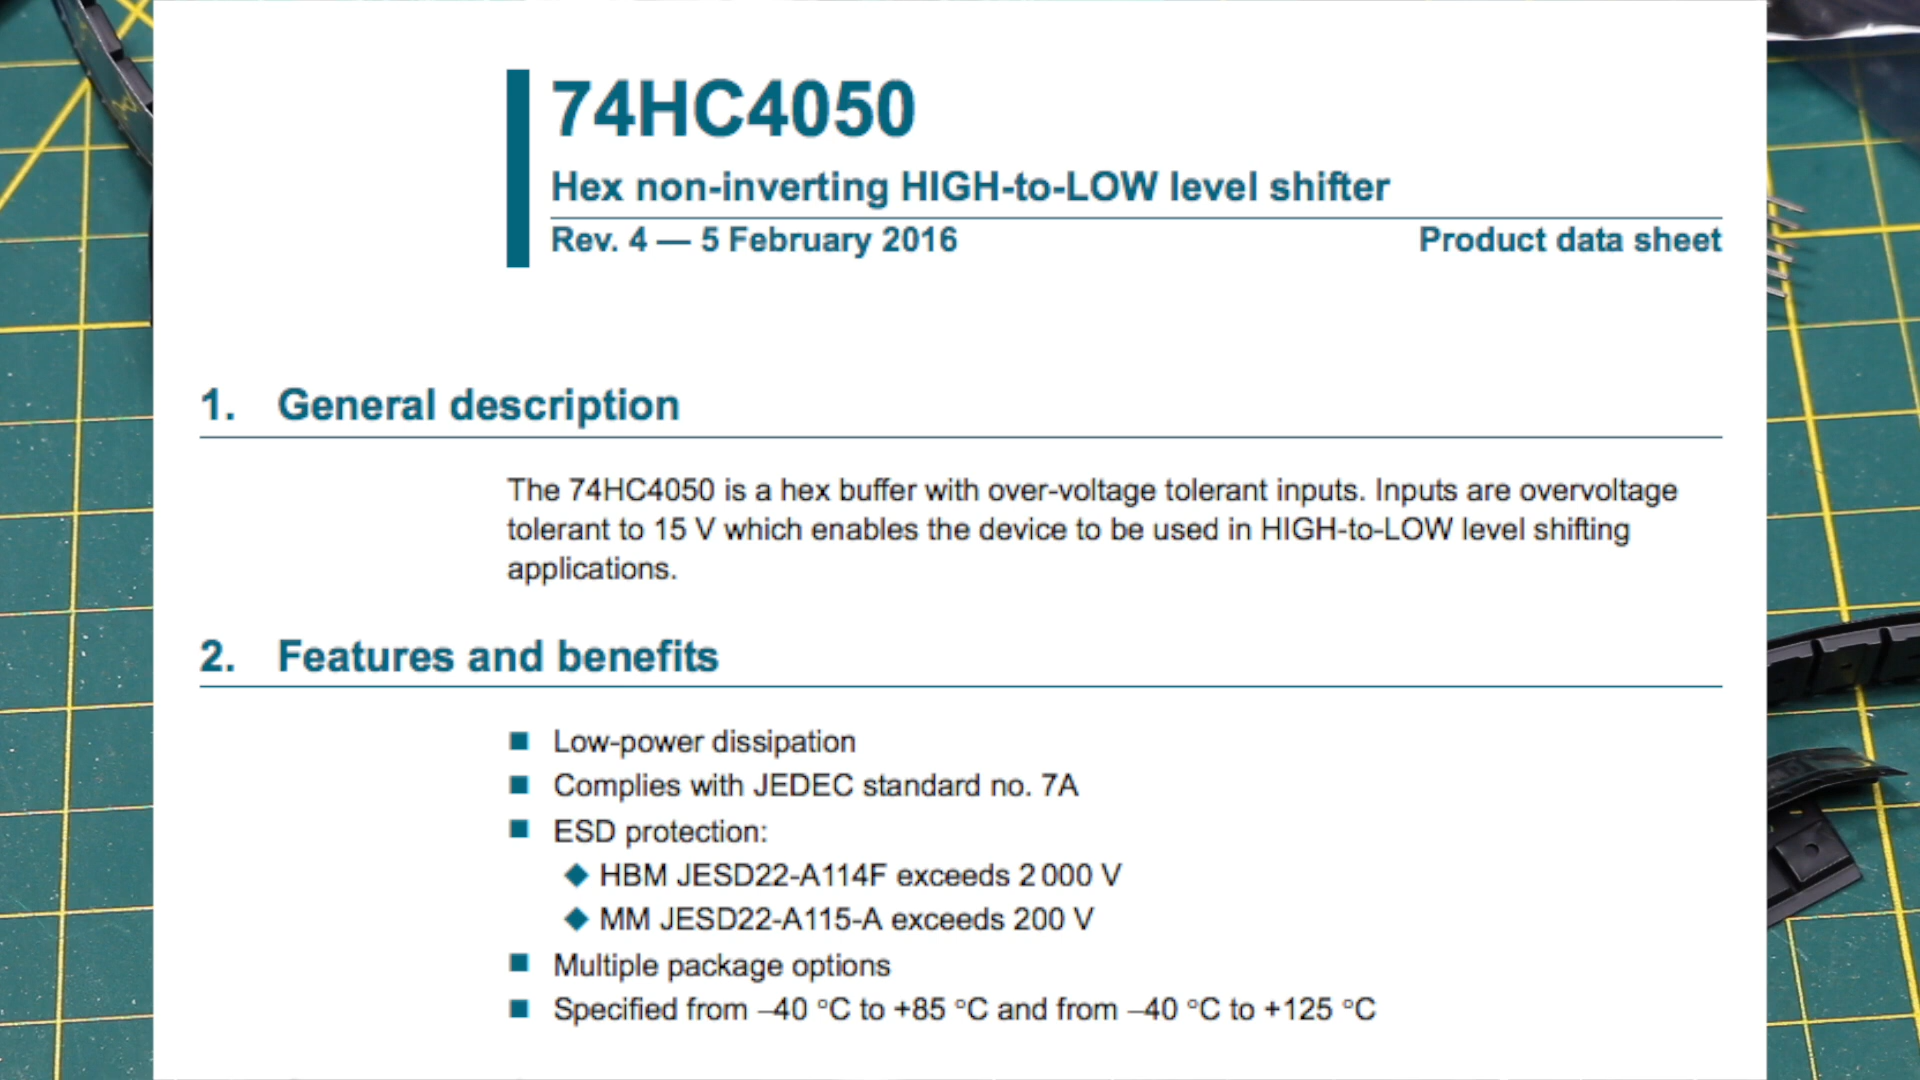 74HC4050
Hex non-inverting HIGH-to-LOW level shifter
Rev. 4 — 5 February 2016 Product data sheet
1. General description
The 74HC4050 is a hex buffer with over-voltage tolerant inputs. Inputs are overvoltage
tolerant to 15 V which enables the device to be used in HIGH-to-LOW level shifting
applications.
2. Features and benefits
■ Low-power dissipation
■ Complies with JEDEC standard no. 7A
■ ESD protection:
◆ HBM JESD22-A114F exceeds 2 000 V
◆ MM JESD22-A115-A exceeds 200 V
■ Multiple package options
■ Specified from –40 °C to +85 °C and from –40 °C to +125 °C